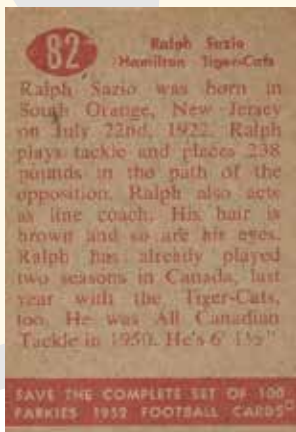 82
Ralph Sazio
Hamilton Tiger-Cats
Ralph Sazio was born in
South Orange, New Jersey
on July 22nd, 1922. Ralph
plays tackle and places 238
pounds in the path of the
opposition. Ralph also acts
as line coach. His hair is
brown and so are his eyes.
Ralph has already played
two seasons in Canada, last
year with the Tiger-Cats,
too. He was All Canadian
Tackle in 1950. He's 6' 1½"
SAVE THE COMPLETE SET OF 100
PARKIES 1952 FOOTBALL CARDS